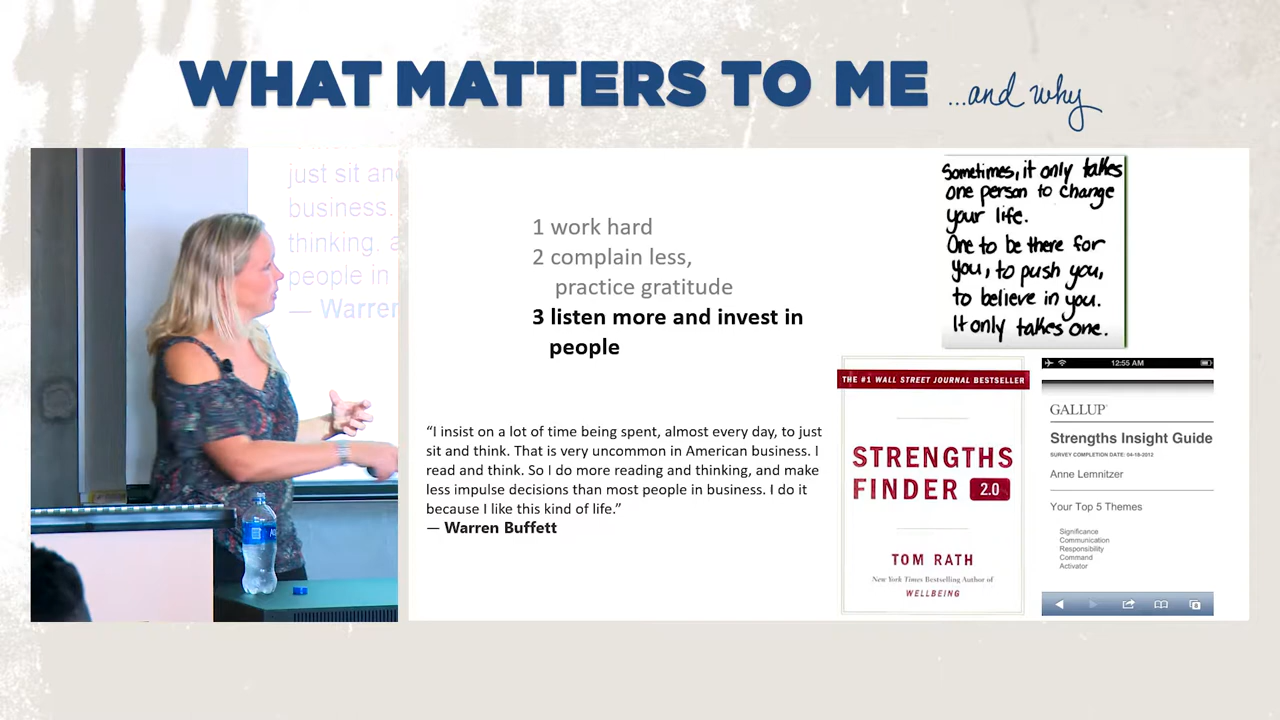 WHAT MATTERS TO ME ...and why
just sit an
business.
thinking. a
people in
— Warren
1 work hard
2 complain less,
practice gratitude
3 listen more and invest in
people
“I insist on a lot of time being spent, almost every day, to just
sit and think. That is very uncommon in American business. I
read and think. So I do more reading and thinking, and make
less impulse decisions than most people in business. I do it
because I like this kind of life.”
— Warren Buffett
Sometimes, it only takes
one person to change
your life.
One to be there for
you, to push you,
to believe in you.
It only takes one.
THE #1 WALL STREET JOURNAL BESTSELLER
STRENGTHS
FINDER 2.0
TOM RATH
New York Times Bestselling Author of
WELLBEING
12:55 AM
GALLUP®
Strengths Insight Guide
SURVEY COMPLETION DATE: 04-18-2012
Anne Lemnitzer
Your Top 5 Themes
Significance
Communication
Responsibility
Command
Activator